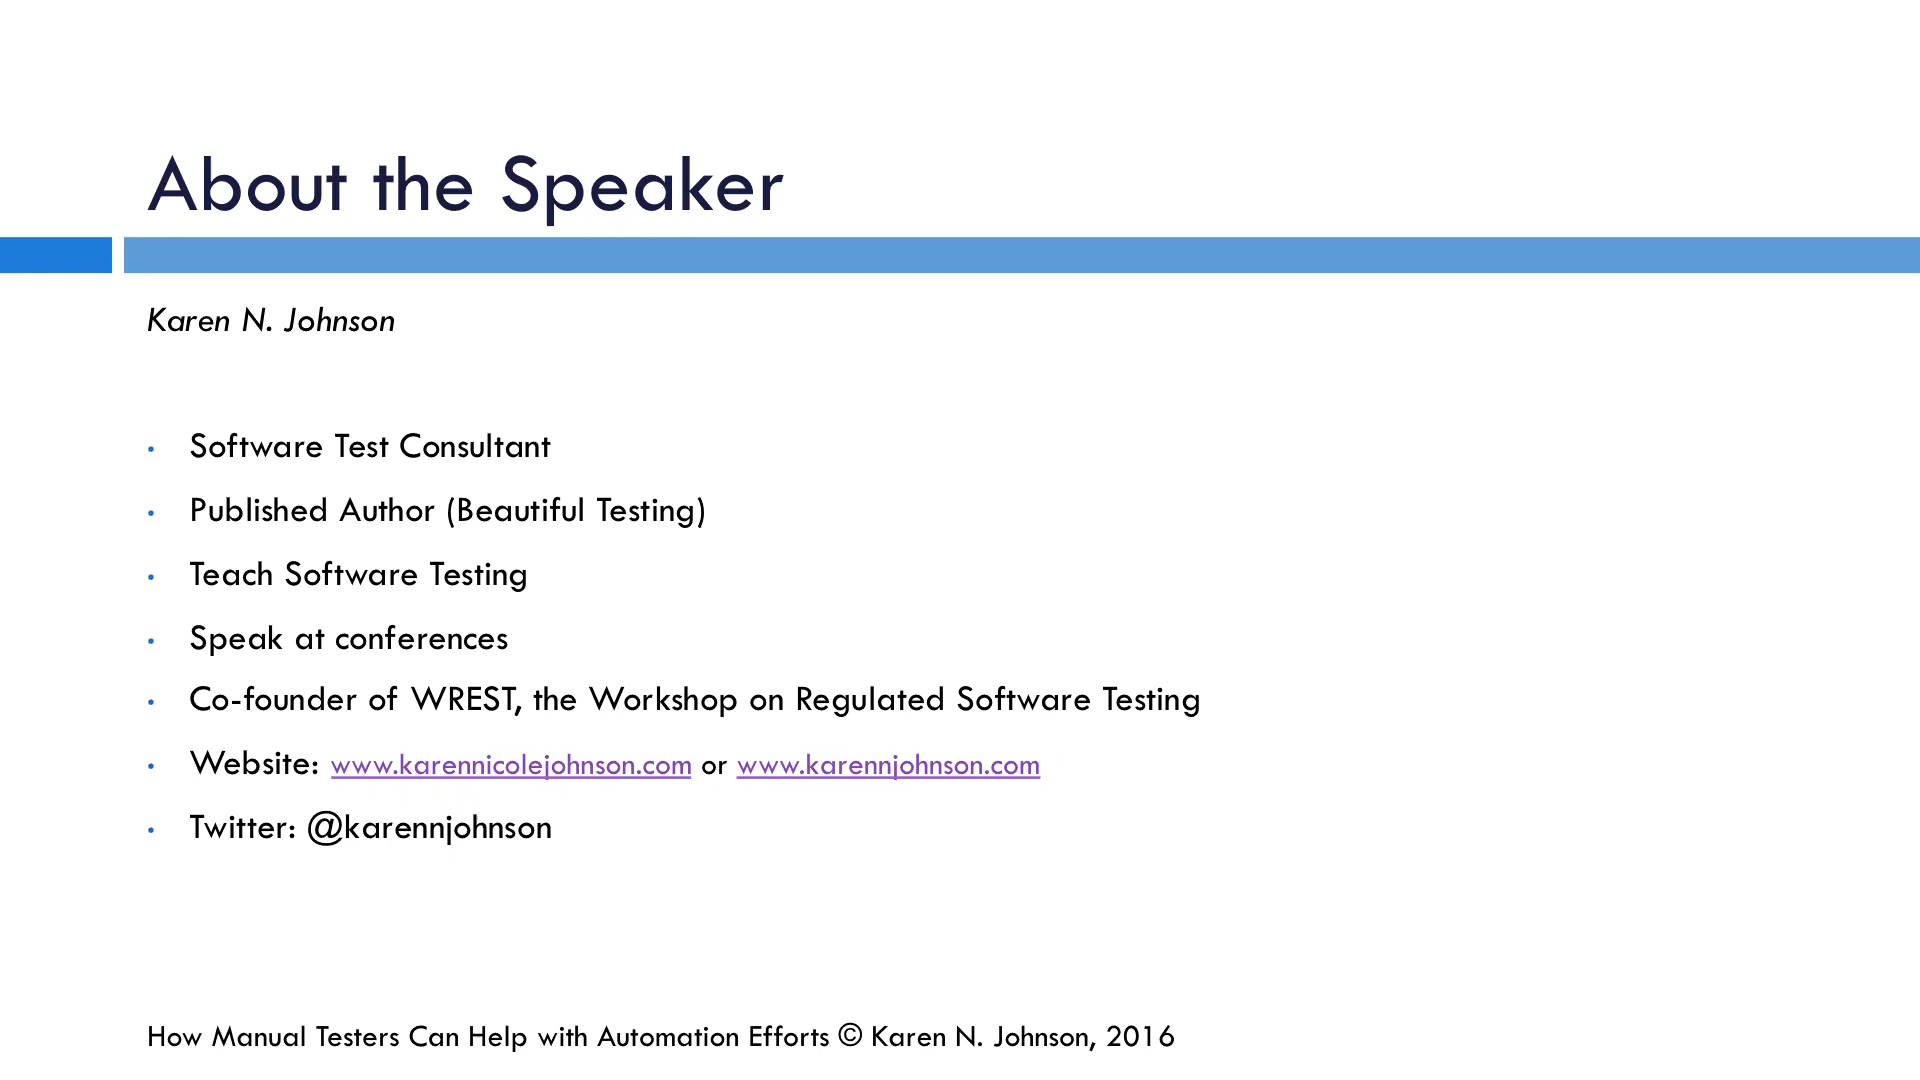 About the Speaker
Karen N. Johnson
• Software Test Consultant
• Published Author (Beautiful Testing)
• Teach Software Testing
• Speak at conferences
• Co-founder of WREST, the Workshop on Regulated Software Testing
• Website: www.karennicolejohnson.com or www.karennjohnson.com
• Twitter: @karennjohnson
How Manual Testers Can Help with Automation Efforts © Karen N. Johnson, 2016